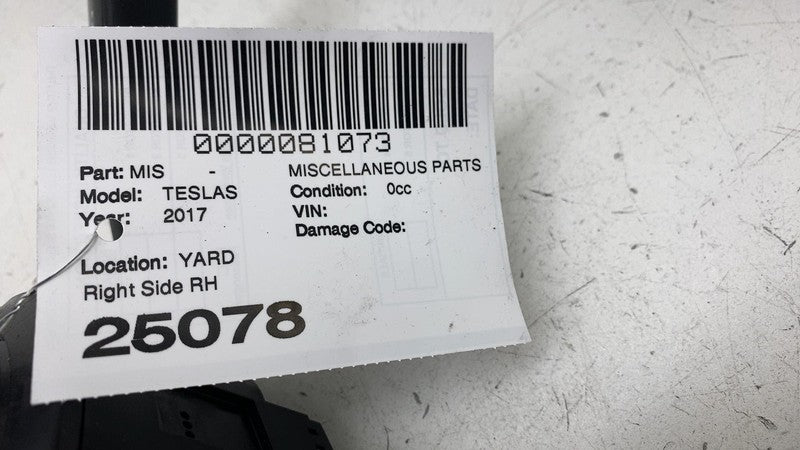 0000081073
Part: MIS - MISCELLANEOUS PARTS
Model: TESLAS Condition: 0cc
Year: 2017 VIN:
Damage Code:
Location: YARD
Right Side RH
25078